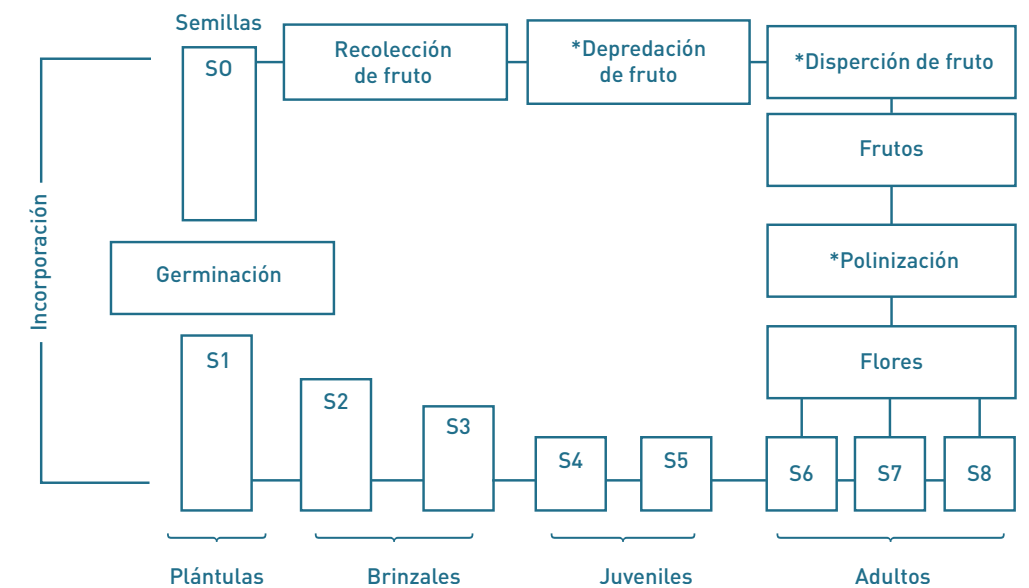 Semillas
S0
Recolección
de fruto
*Depredación
de fruto
*Disperción de fruto
Frutos
Incorporación
Germinación
*Polinización
S1
Flores
S2
S3
S4
S5
S6
S7
S8
Plántulas
Brinzales
Juveniles
Adultos